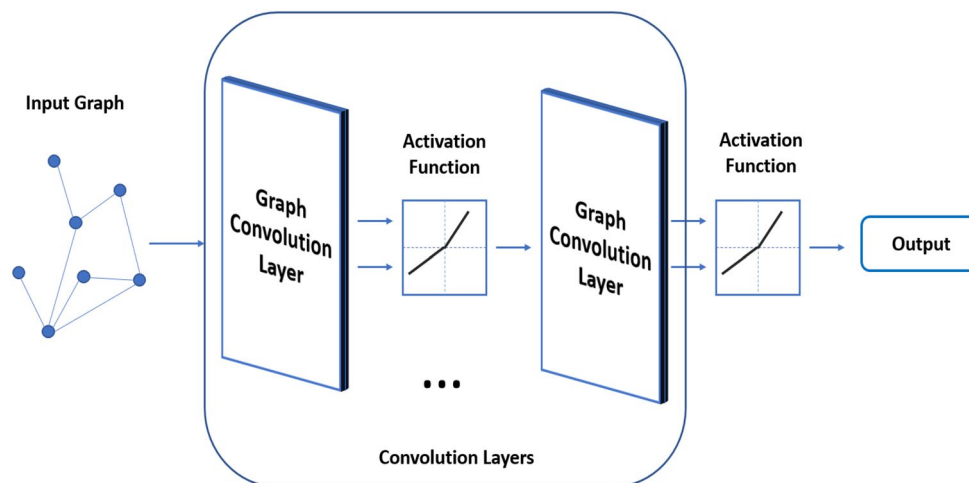 Input Graph
Graph
Convolution
Layer
Activation
Function
Graph
Convolution
Layer
Activation
Function
Output
...
Convolution Layers